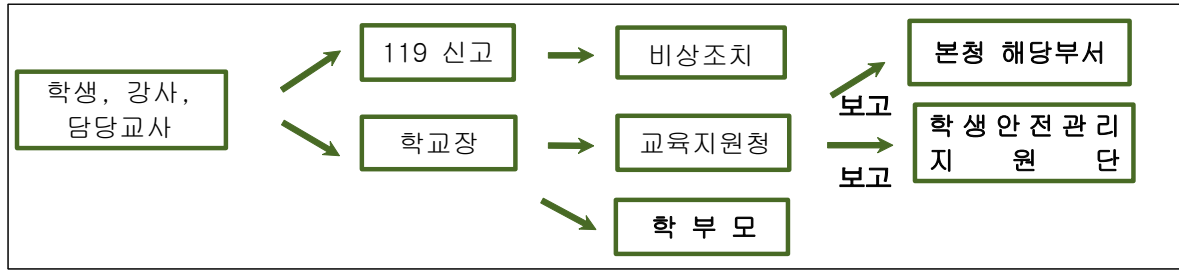 119 신고
비상조치
본청 해당부서
학생, 강사,
담당교사
보고
학교장
교육지원청
학생안전관리
지 원 단
보고
학 부 모